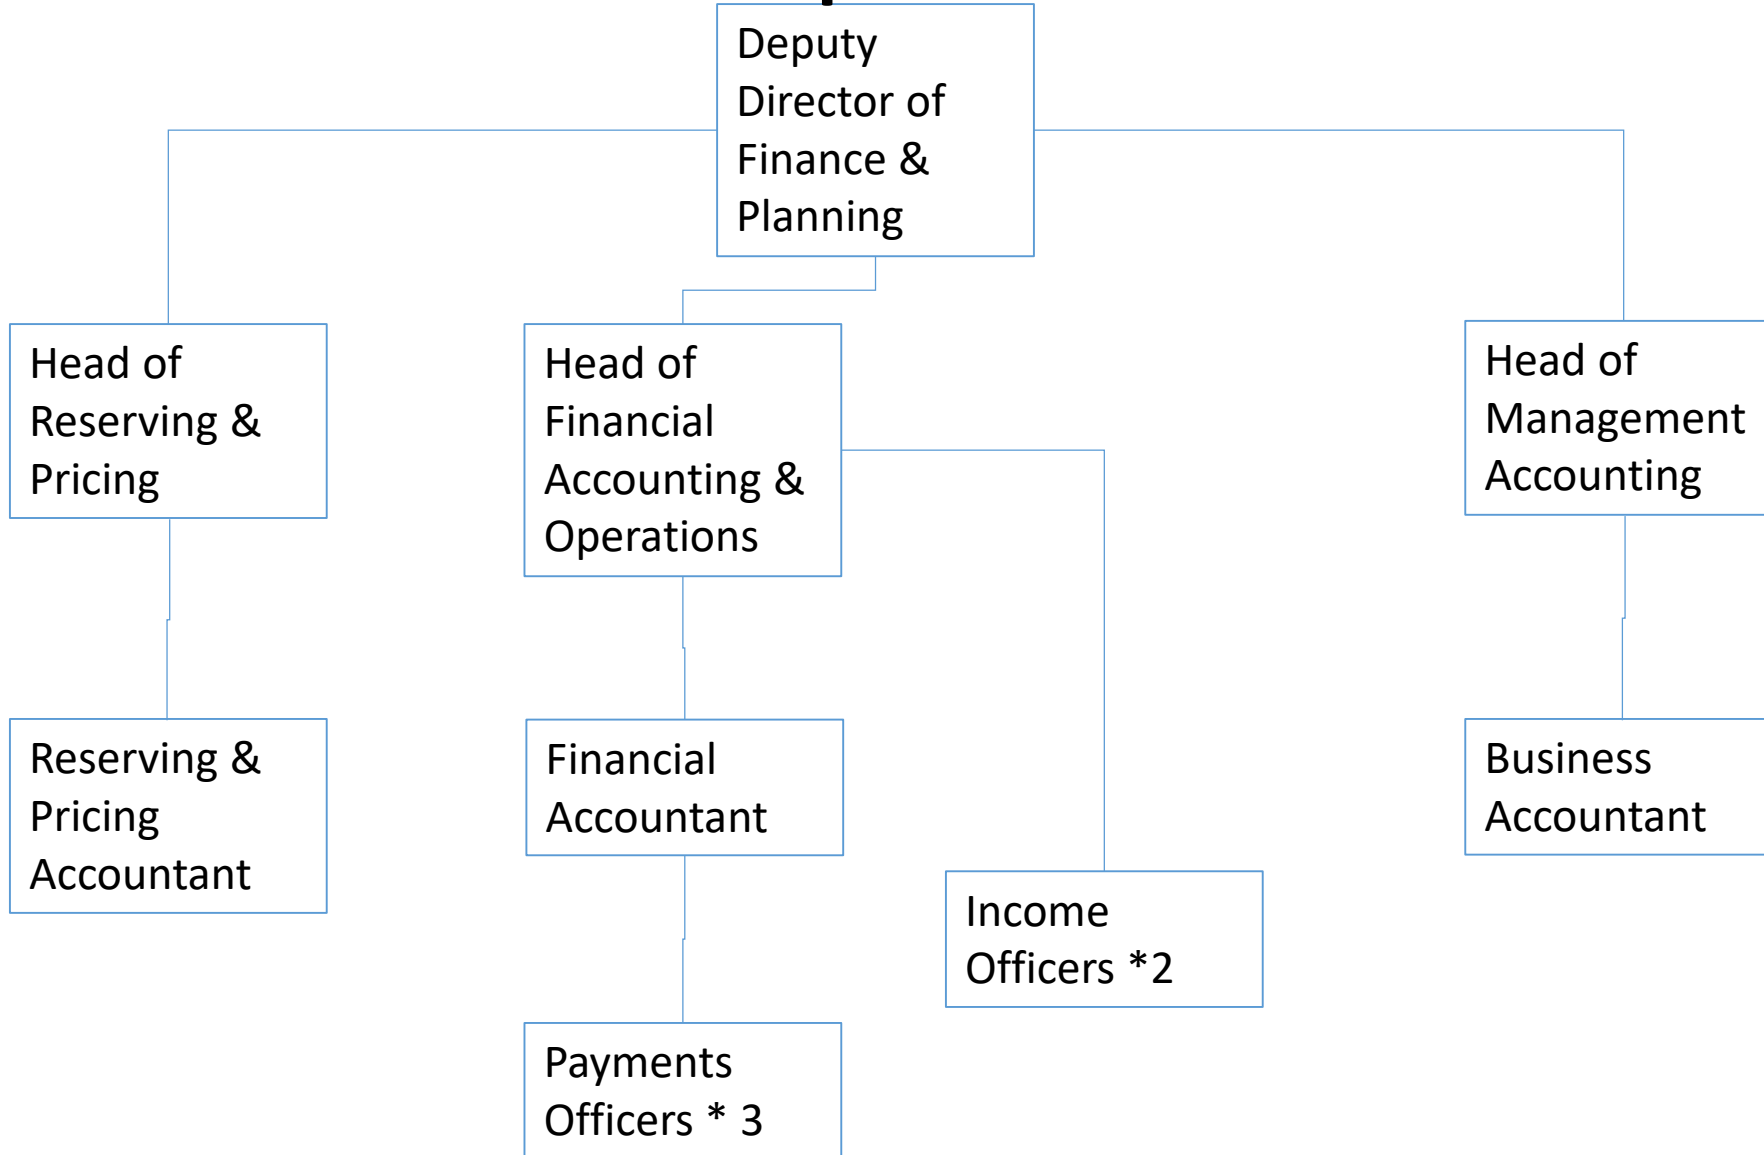 Deputy
Director of
Finance &
Planning
Head of
Reserving &
Pricing
Head of
Financial
Accounting &
Operations
Head of
Management
Accounting
Reserving &
Pricing
Accountant
Financial
Accountant
Business
Accountant
Income
Officers *2
Payments
Officers * 3